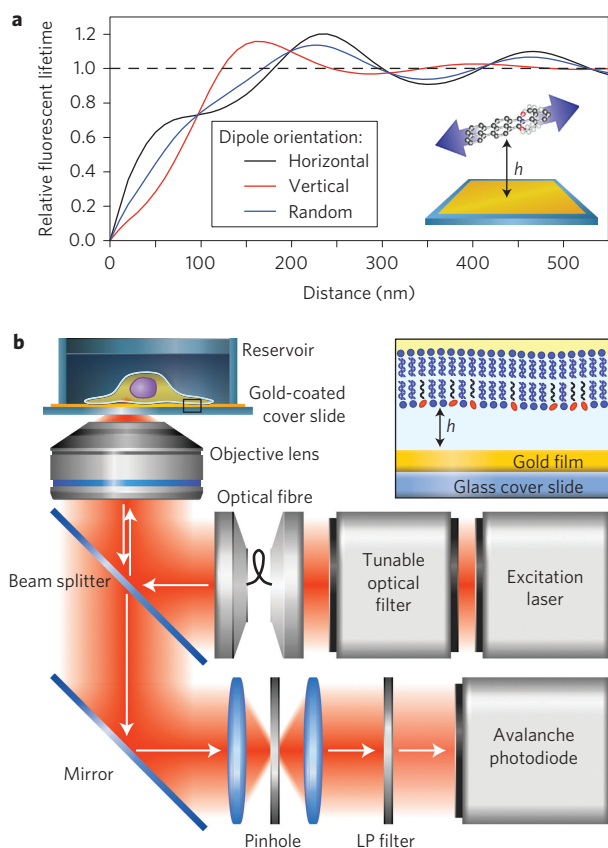 a
Relative fluorescent lifetime
1.2
1.0
0.8
0.6
0.4
0.2
0.0
Dipole orientation:
Horizontal
Vertical
Random
h
0 100 200 300 400 500
Distance (nm)
b
Reservoir
Gold-coated
cover slide
Objective lens
h
Gold film
Glass cover slide
Optical fibre
Beam splitter
Tunable
optical
filter
Excitation
laser
Mirror
Avalanche
photodiode
Pinhole
LP filter